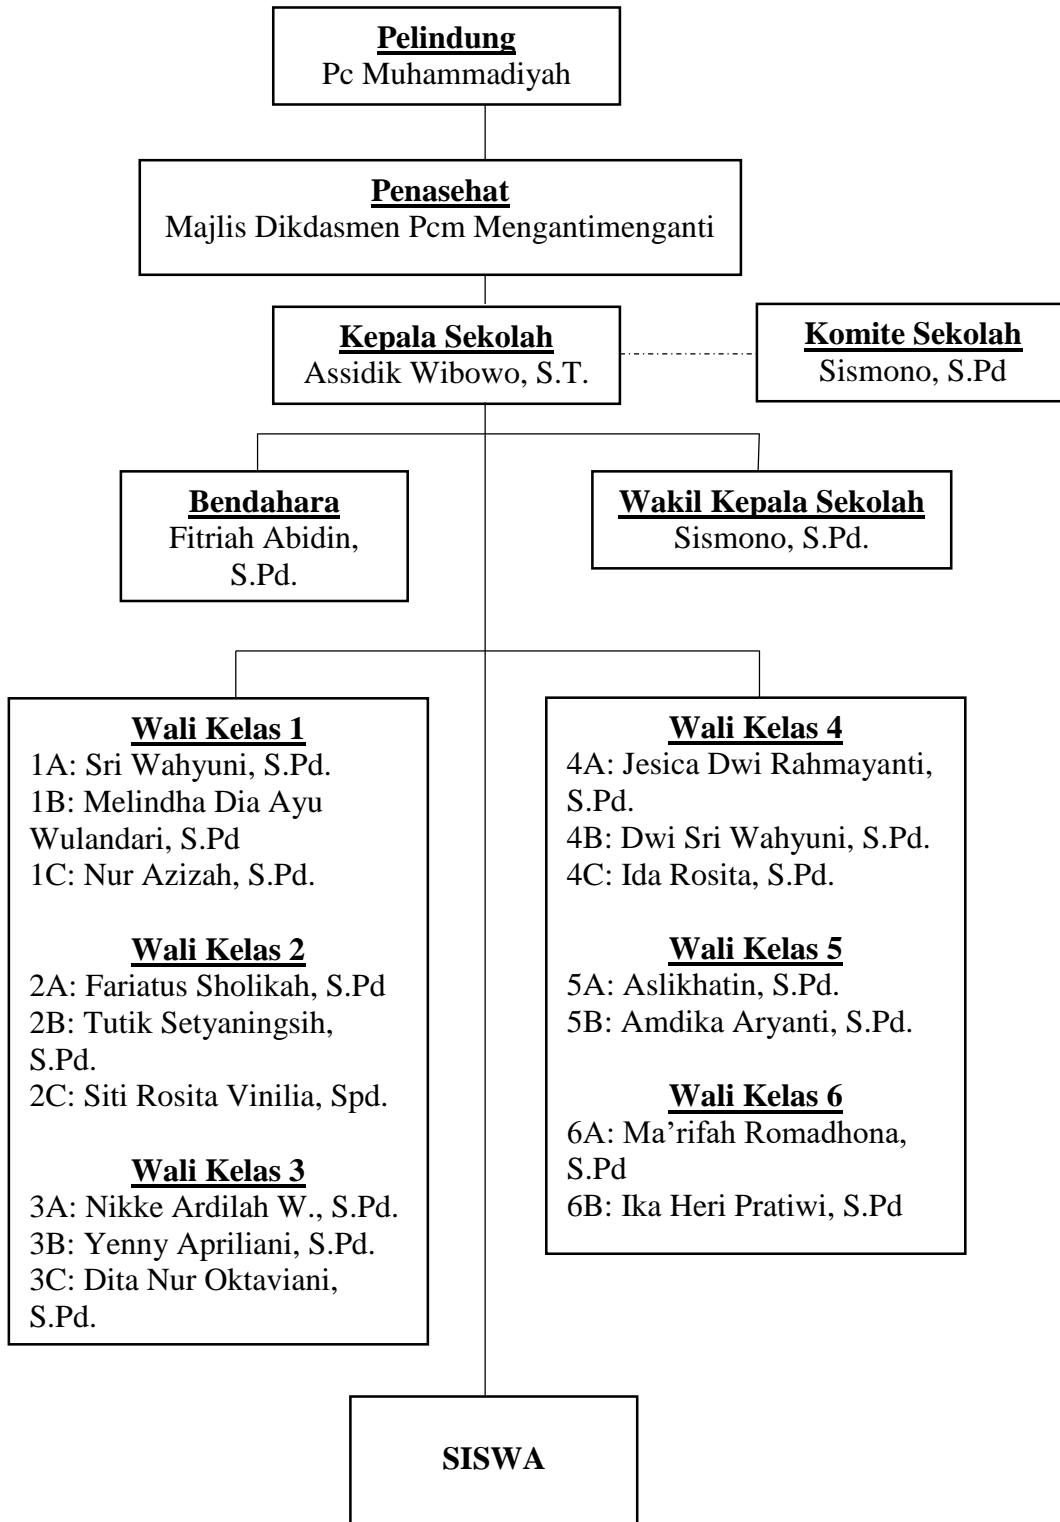 Pelindung
Pc Muhammadiyah
Penasehat
Majlis Dikdasmen Pcm Mengantimenganti
Kepala Sekolah
Assidik Wibowo, S.T.
Komite Sekolah
Sismono, S.Pd
Bendahara
Fitriah Abidin,
S.Pd.
Wakil Kepala Sekolah
Sismono, S.Pd.
Wali Kelas 1
1A: Sri Wahyuni, S.Pd.
1B: Melindha Dia Ayu
Wulandari, S.Pd
1C: Nur Azizah, S.Pd.
Wali Kelas 2
2A: Fariatus Sholikah, S.Pd
2B: Tutik Setyaningsih,
S.Pd.
2C: Siti Rosita Vinilia, Spd.
Wali Kelas 3
3A: Nikke Ardilah W., S.Pd.
3B: Yenny Apriliani, S.Pd.
3C: Dita Nur Oktaviani,
S.Pd.
Wali Kelas 4
4A: Jesica Dwi Rahmayanti,
S.Pd.
4B: Dwi Sri Wahyuni, S.Pd.
4C: Ida Rosita, S.Pd.
Wali Kelas 5
5A: Aslikhatin, S.Pd.
5B: Amdika Aryanti, S.Pd.
Wali Kelas 6
6A: Ma’rifah Romadhona,
S.Pd
6B: Ika Heri Pratiwi, S.Pd
SISWA